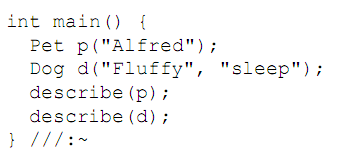 int main() {
  Pet p("Alfred");
  Dog d("Fluffy", "sleep");
  describe(p);
  describe(d);
} ///:~